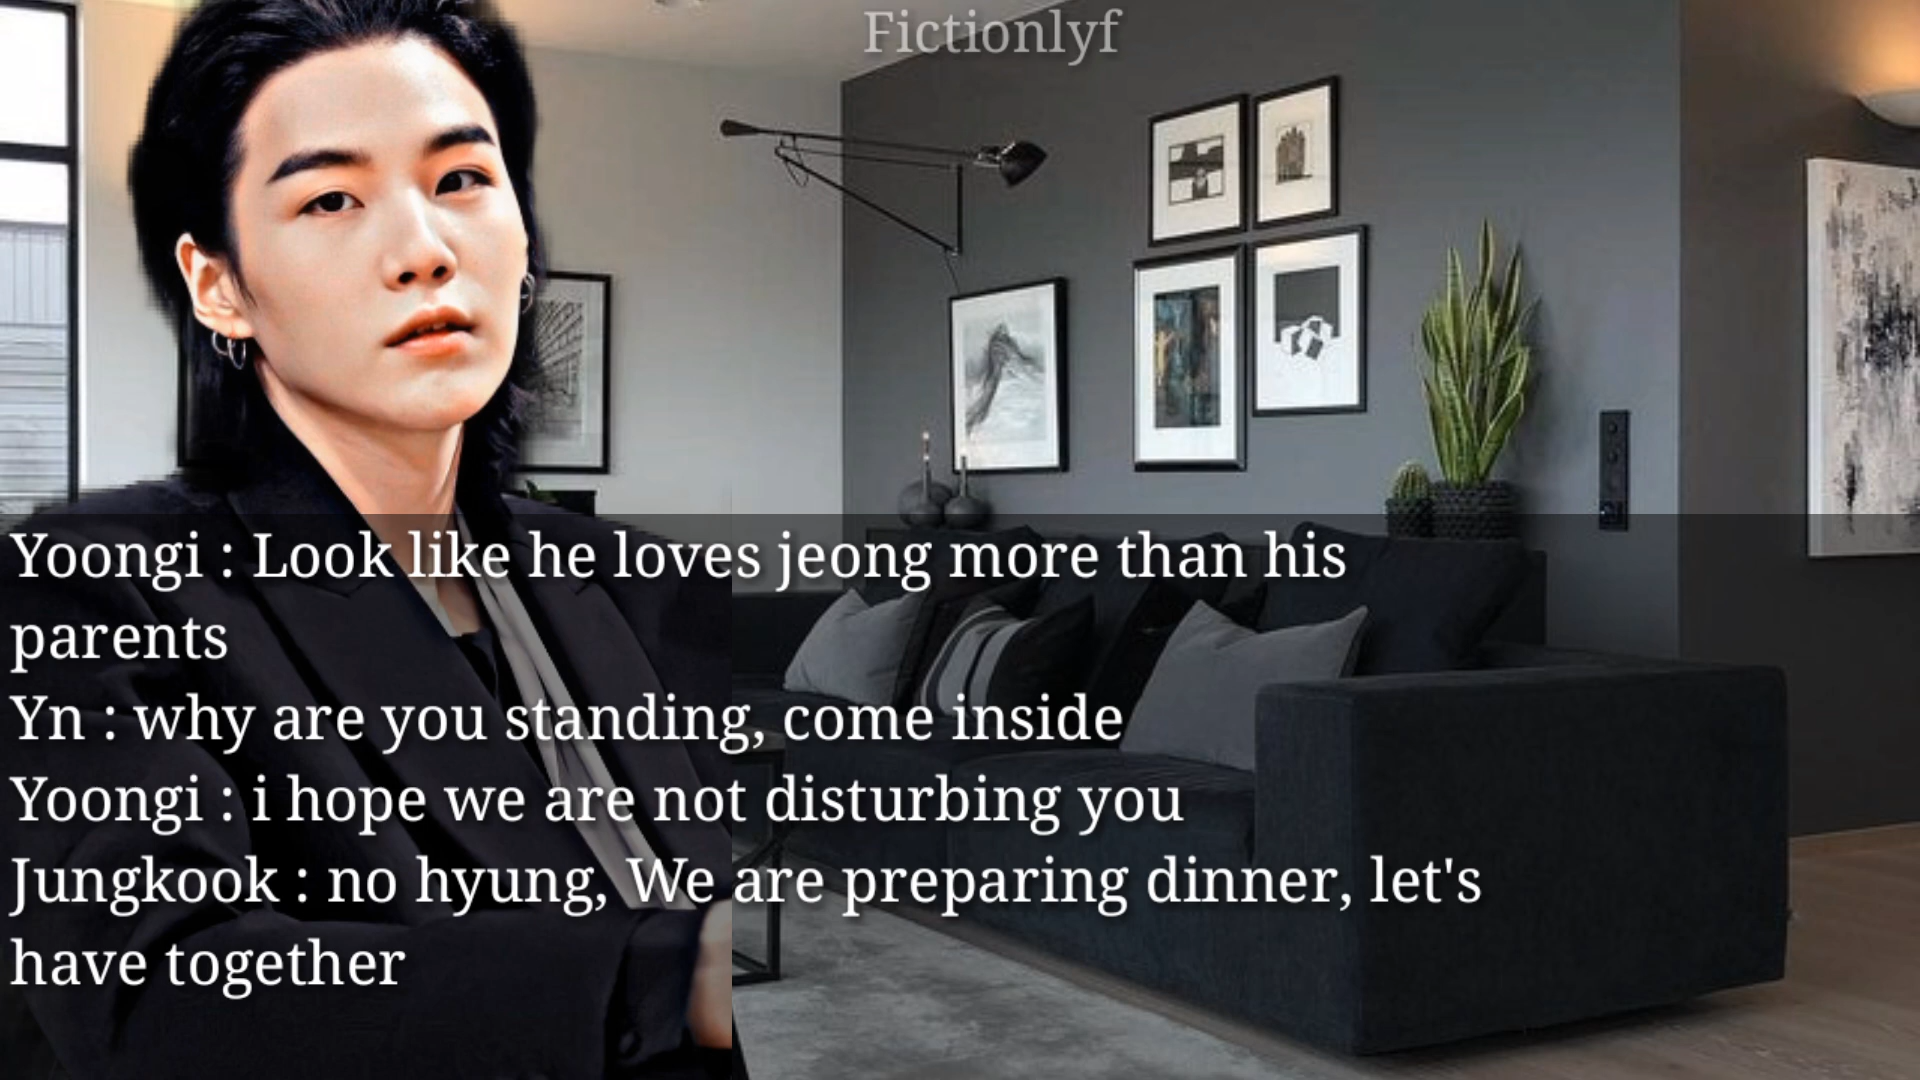 Fictionlyf
Yoongi : Look like he loves jeong more than his
parents
Yn : why are you standing, come inside
Yoongi : i hope we are not disturbing you
Jungkook : no hyung, We are preparing dinner, let's
have together